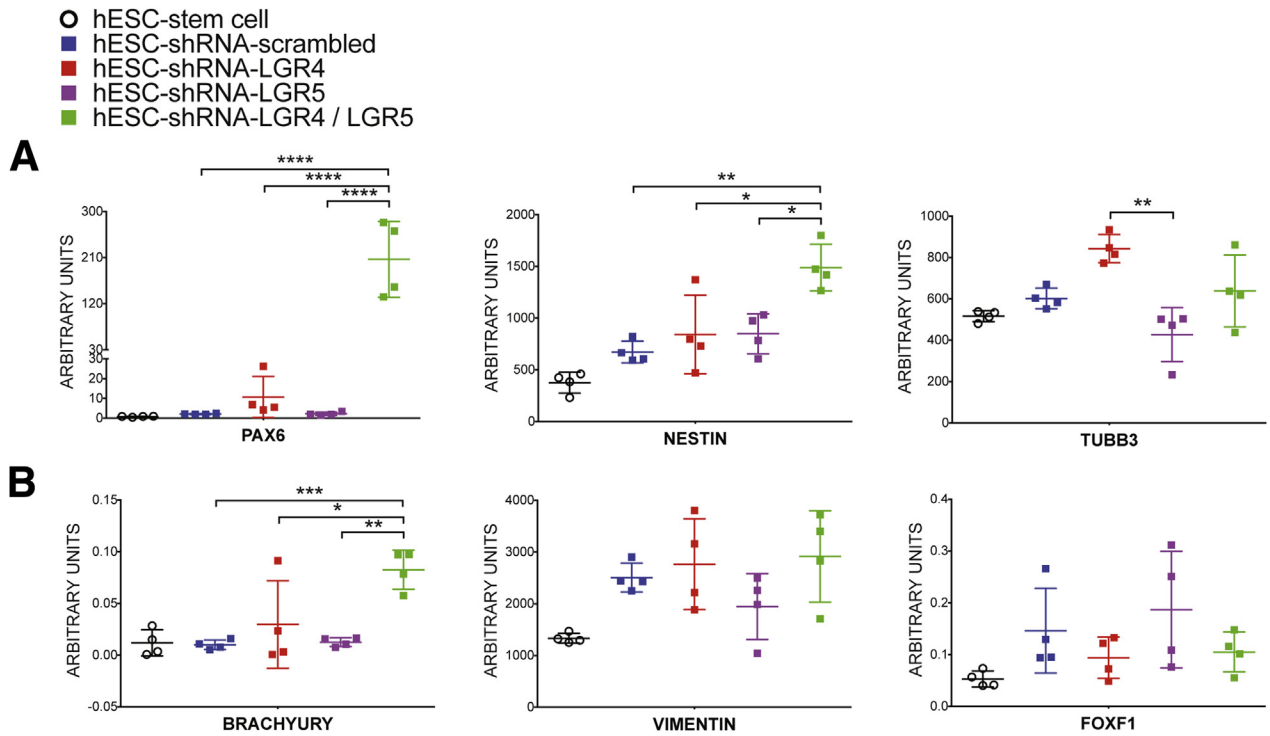 hESC-stem cell
hESC-shRNA-scrambled
hESC-shRNA-LGR4
hESC-shRNA-LGR5
hESC-shRNA-LGR4 / LGR5
A
****
****
****
ARBITRARY UNITS
300
210
120
30
30
20
10
0
PAX6
**
*
*
ARBITRARY UNITS
2000
1500
1000
500
0
NESTIN
**
ARBITRARY UNITS
1000
800
600
400
200
0
TUBB3
B
***
*
**
ARBITRARY UNITS
0.15
0.10
0.05
0.00
-0.05
BRACHYURY
ARBITRARY UNITS
4000
3000
2000
1000
0
VIMENTIN
ARBITRARY UNITS
0.4
0.3
0.2
0.1
0.0
FOXF1